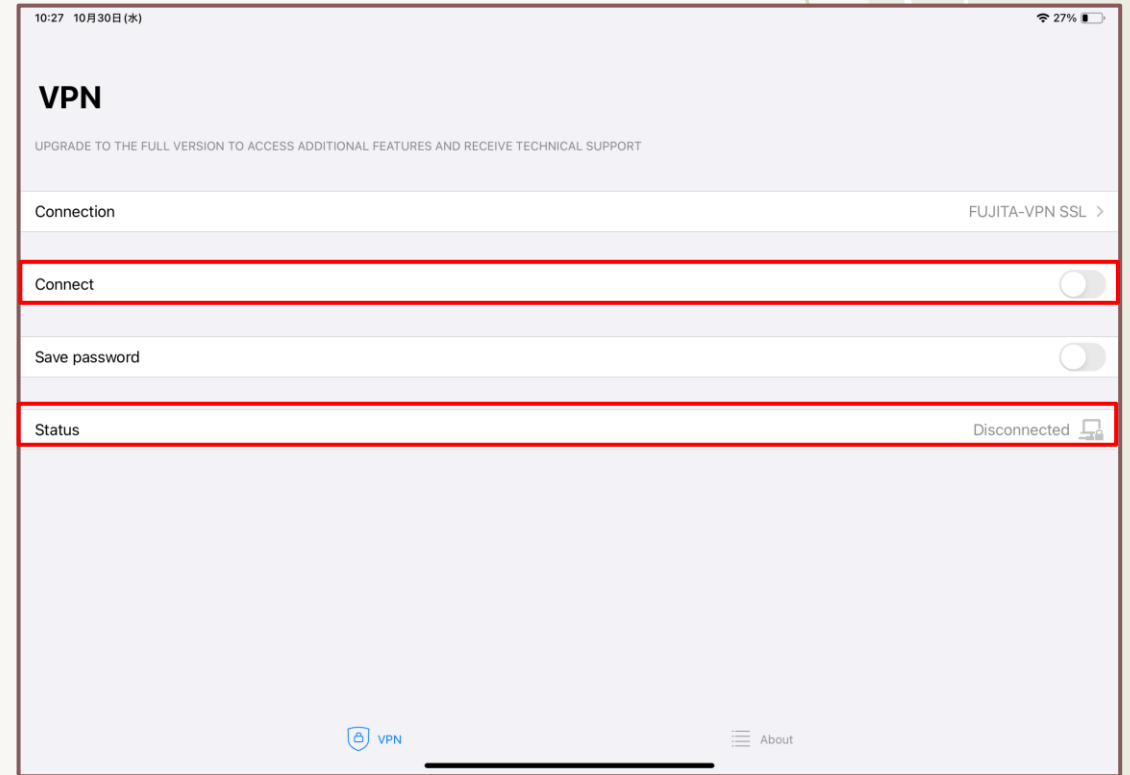 10:27 10月30日(水) 27%
VPN
UPGRADE TO THE FULL VERSION TO ACCESS ADDITIONAL FEATURES AND RECEIVE TECHNICAL SUPPORT
Connection FUJITA-VPN SSL
Connect
Save password
Status Disconnected
VPN About